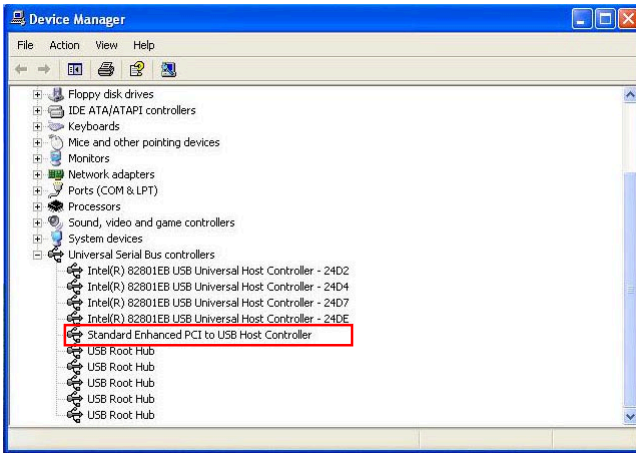 Device Manager
File Action View Help
Floppy disk drives
IDE ATA/ATAPI controllers
Keyboards
Mice and other pointing devices
Monitors
Network adapters
Ports (COM & LPT)
Processors
Sound, video and game controllers
System devices
Universal Serial Bus controllers
Intel(R) 82801EB USB Universal Host Controller - 24D2
Intel(R) 82801EB USB Universal Host Controller - 24D4
Intel(R) 82801EB USB Universal Host Controller - 24D7
Intel(R) 82801EB USB Universal Host Controller - 24DE
Standard Enhanced PCI to USB Host Controller
USB Root Hub
USB Root Hub
USB Root Hub
USB Root Hub
USB Root Hub